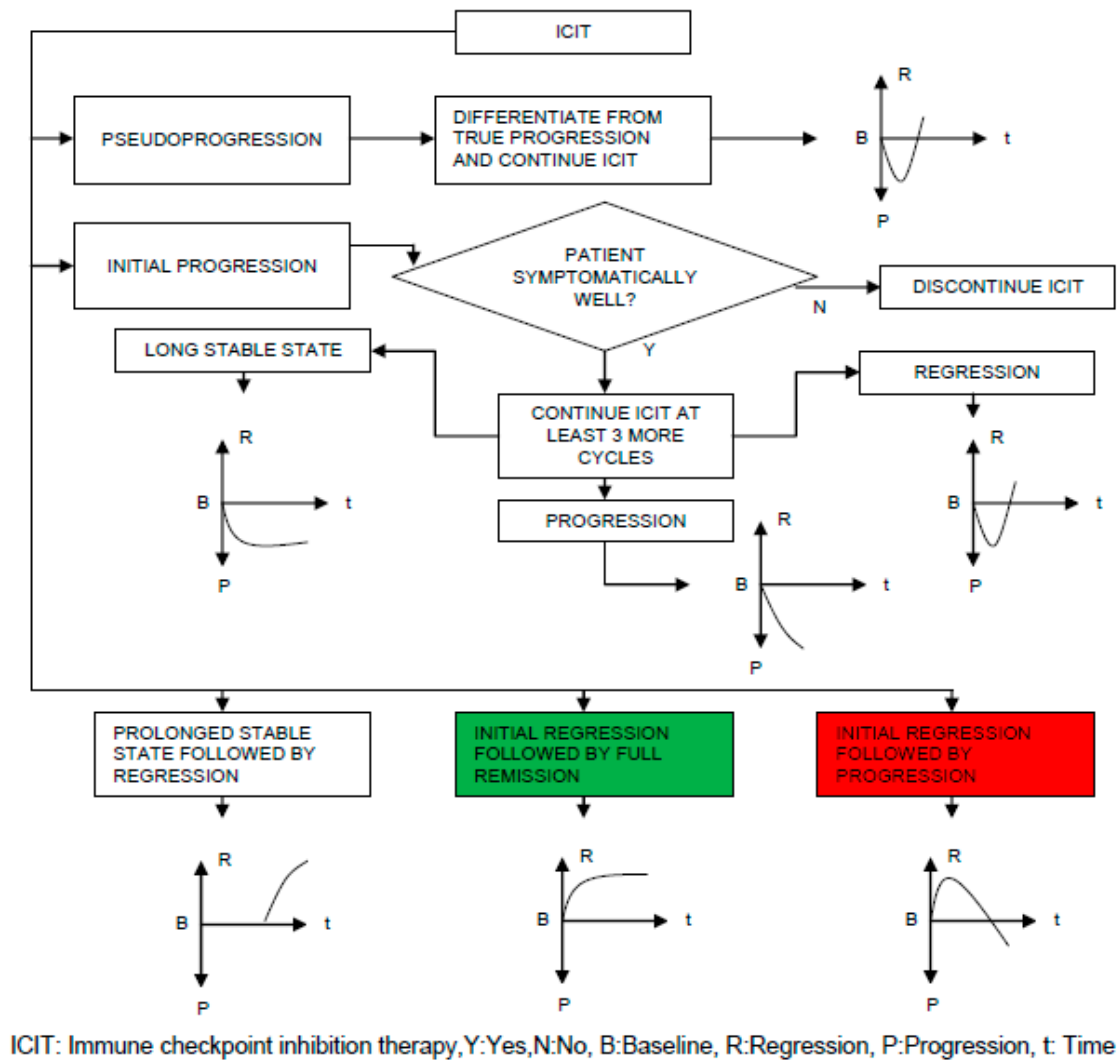 ICIT
PSEUDOPROGRESSION
DIFFERENTIATE FROM
TRUE PROGRESSION
AND CONTINUE ICIT
R
B
t
P
INITIAL PROGRESSION
PATIENT
SYMPTOMATICALLY
WELL?
N
DISCONTINUE ICIT
Y
LONG STABLE STATE
REGRESSION
CONTINUE ICIT AT
LEAST 3 MORE
CYCLES
R
B
t
P
R
B
t
P
PROGRESSION
R
B
t
P
PROLONGED STABLE
STATE FOLLOWED BY
REGRESSION
INITIAL REGRESSION
FOLLOWED BY FULL
REMISSION
INITIAL REGRESSION
FOLLOWED BY
PROGRESSION
R
B
t
P
R
B
t
P
R
B
t
P
ICIT: Immune checkpoint inhibition therapy,Y:Yes,N:No, B:Baseline, R:Regression, P:Progression, t: Time